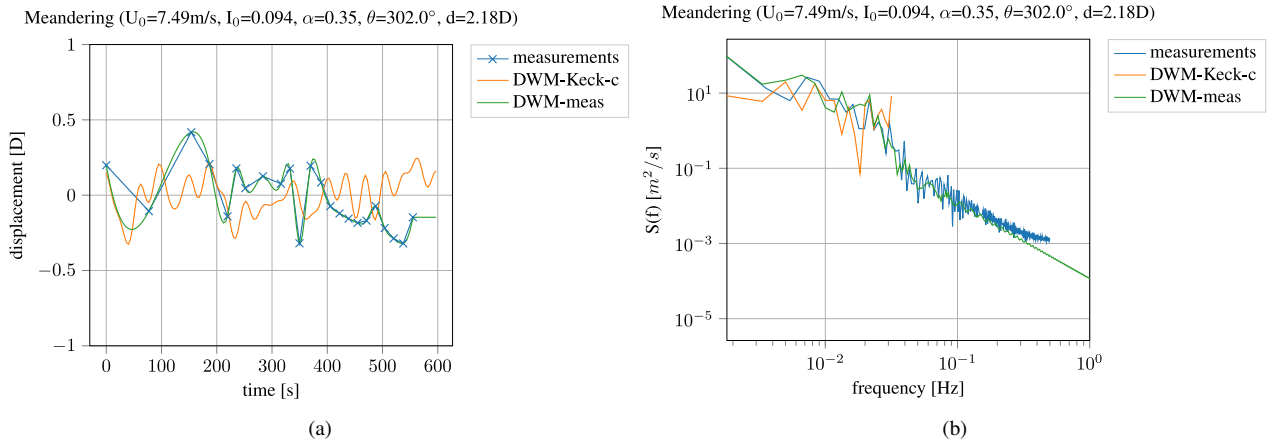 Meandering (U₀=7.49m/s, I₀=0.094, α=0.35, θ=302.0°, d=2.18D)
1
0.5
0
−0.5
−1
displacement [D]
0 100 200 300 400 500 600
time [s]
measurements
DWM-Keck-c
DWM-meas
(a)
Meandering (U₀=7.49m/s, I₀=0.094, α=0.35, θ=302.0°, d=2.18D)
10¹
10⁻¹
10⁻³
10⁻⁵
S(f) [m²/s]
10⁻² 10⁻¹ 10⁰
frequency [Hz]
measurements
DWM-Keck-c
DWM-meas
(b)